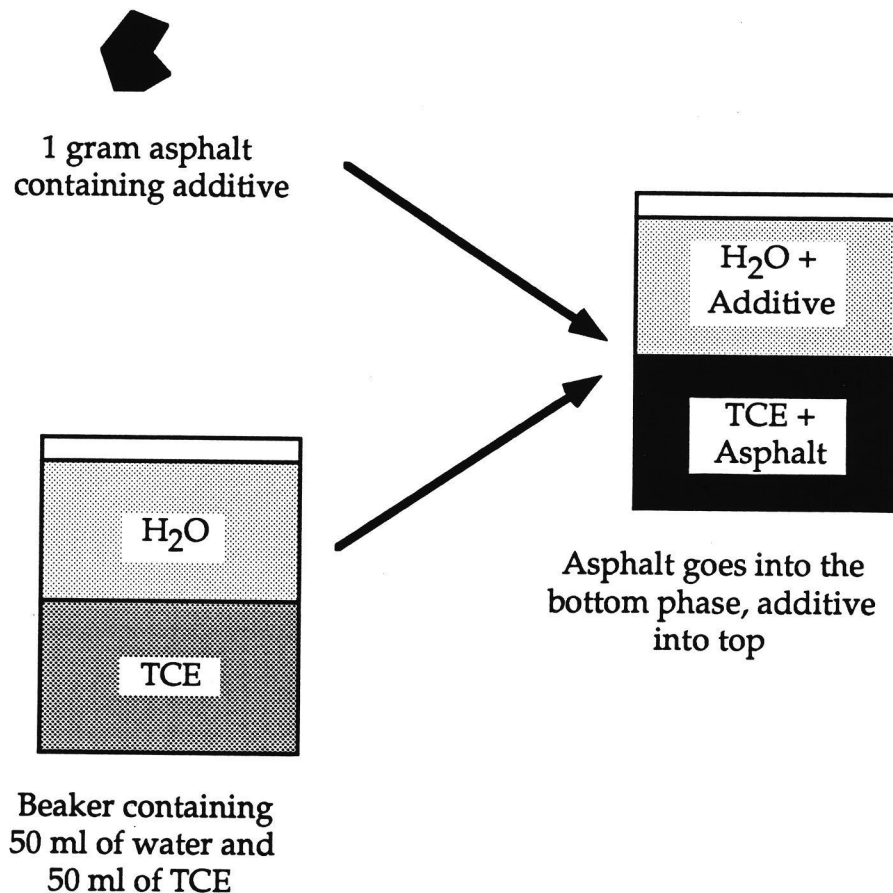 1 gram asphalt
containing additive
H₂O +
Additive
TCE +
Asphalt
Asphalt goes into the
bottom phase, additive
into top
H₂O
TCE
Beaker containing
50 ml of water and
50 ml of TCE